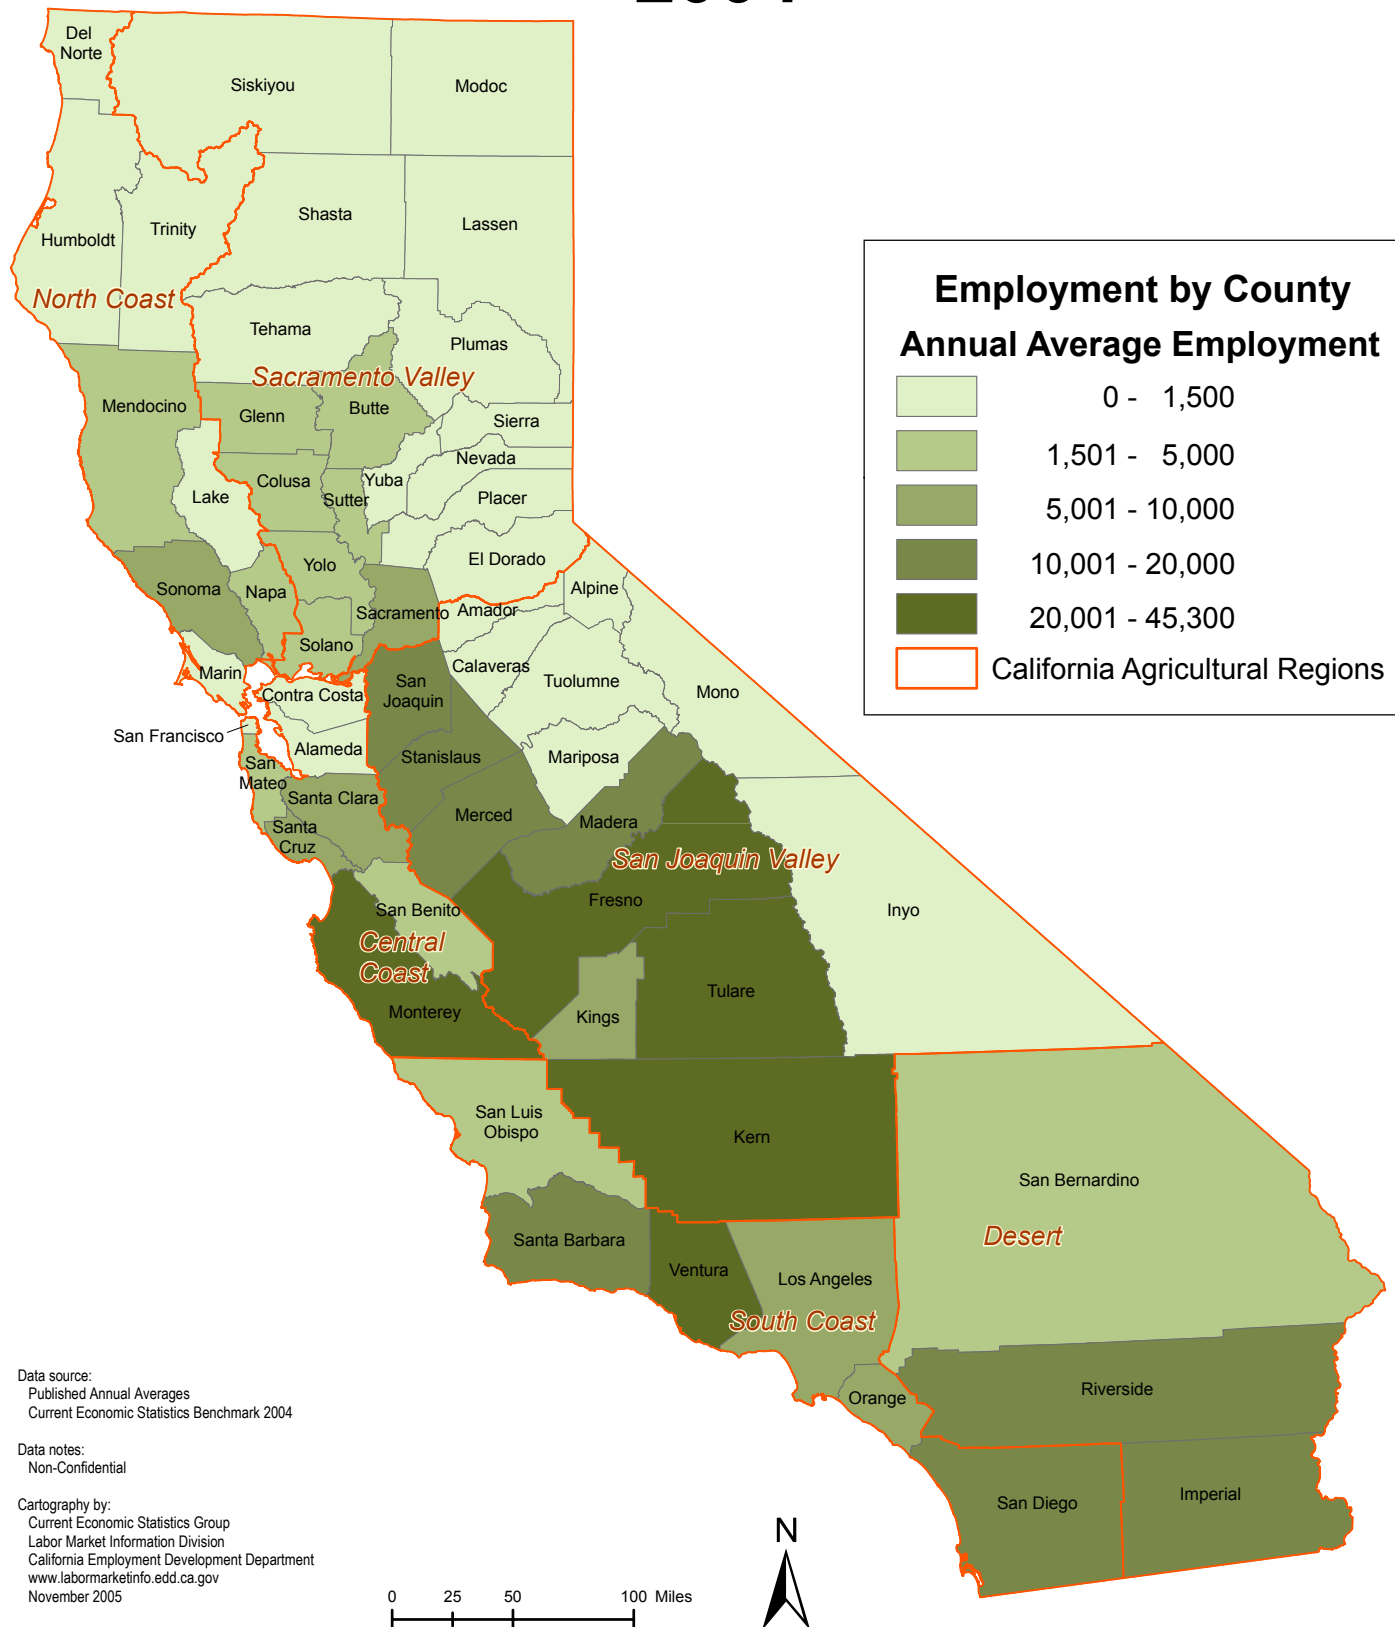 Del
Norte
Siskiyou
Modoc
Shasta
Lassen
Humboldt
Trinity
North Coast
Tehama
Plumas
Sacramento Valley
Mendocino
Glenn
Butte
Sierra
Nevada
Lake
Colusa
Sutter
Yuba
Placer
El Dorado
Yolo
Sonoma
Napa
Sacramento
Amador
Alpine
Solano
Marin
Calaveras
Contra Costa
San
Joaquin
Tuolumne
Mono
San Francisco
Alameda
Stanislaus
Mariposa
San
Mateo
Santa Clara
Merced
Madera
Santa
Cruz
San Joaquin Valley
Fresno
San Benito
Inyo
Central
Coast
Tulare
Monterey
Kings
San Luis
Obispo
Kern
San Bernardino
Desert
Santa Barbara
Ventura
Los Angeles
South Coast
Orange
Riverside
San Diego
Imperial
Employment by County
Annual Average Employment
0 - 1,500
1,501 - 5,000
5,001 - 10,000
10,001 - 20,000
20,001 - 45,300
California Agricultural Regions
Data source:
Published Annual Averages
Current Economic Statistics Benchmark 2004
Data notes:
Non-Confidential
Cartography by:
Current Economic Statistics Group
Labor Market Information Division
California Employment Development Department
www.labormarketinfo.edd.ca.gov
November 2005
0 25 50 100 Miles
N